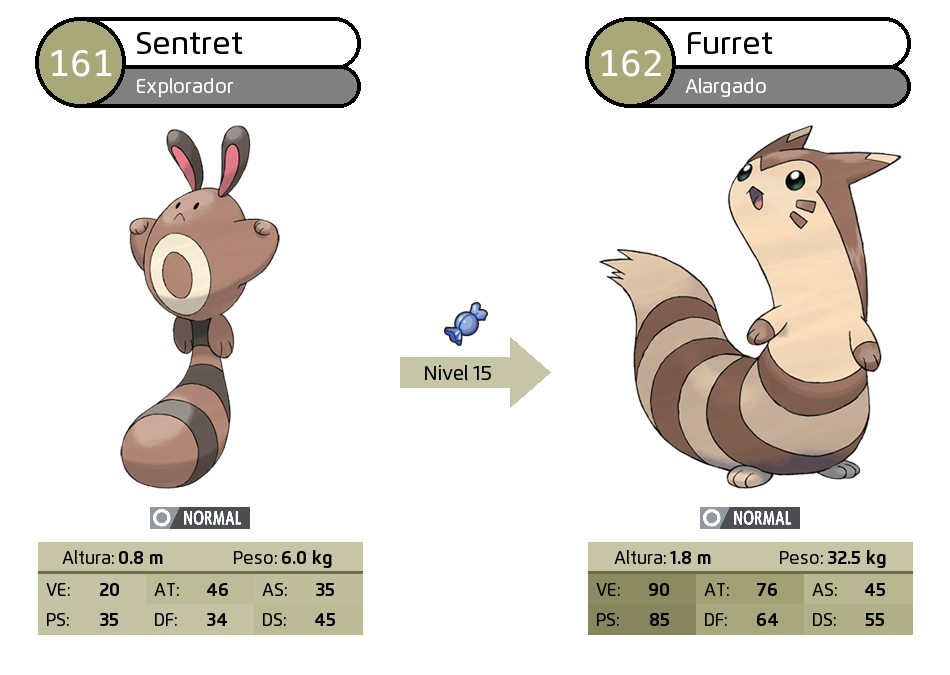 161
Sentret
Explorador
162
Furret
Alargado
Nivel 15
NORMAL
NORMAL
Altura: 0.8 m Peso: 6.0 kg
VE: 20 AT: 46 AS: 35
PS: 35 DF: 34 DS: 45
Altura: 1.8 m Peso: 32.5 kg
VE: 90 AT: 76 AS: 45
PS: 85 DF: 64 DS: 55